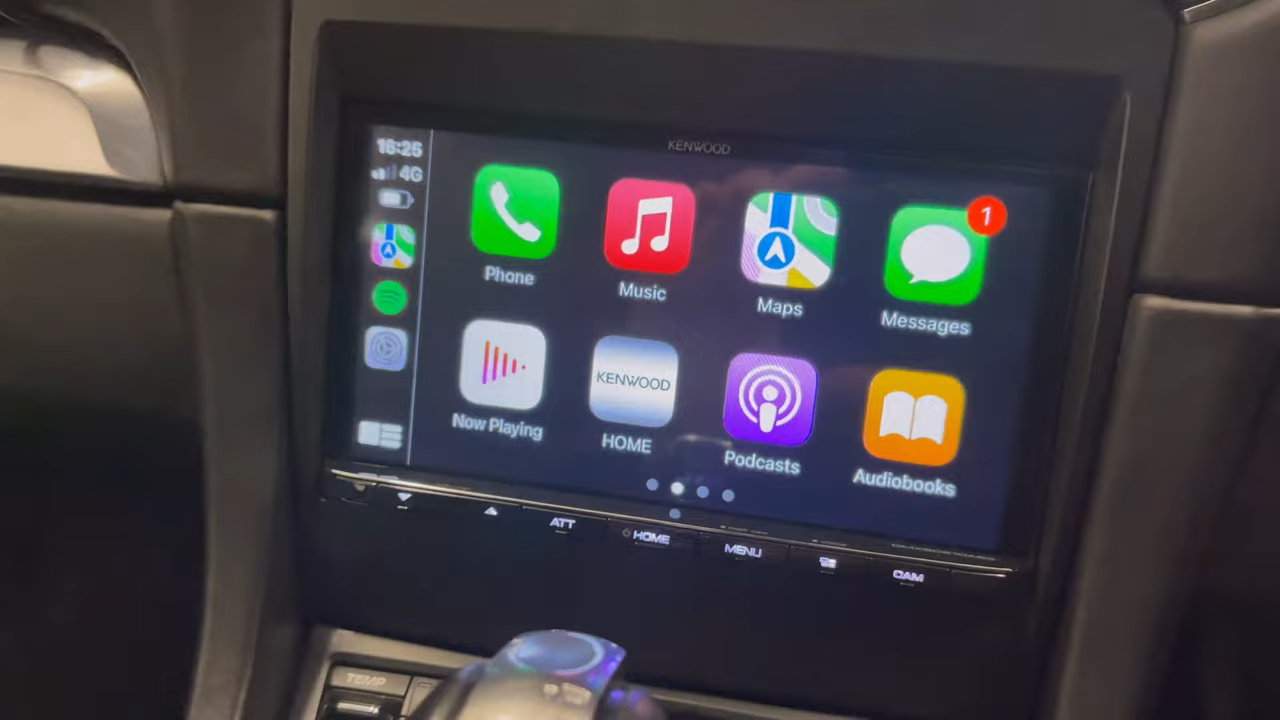 KENWOOD
16:25
4G
1
Phone
Music
Maps
Messages
KENWOOD
Now Playing
HOME
Podcasts
Audiobooks
ATT
HOME
MENU
CAM
TEMP